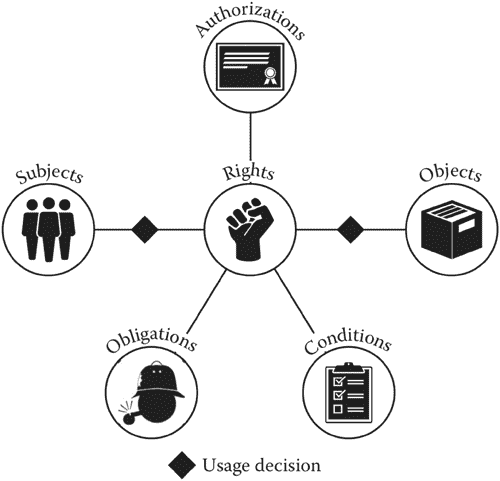 Authorizations
Subjects
Rights
Objects
Obligations
Conditions
Usage decision